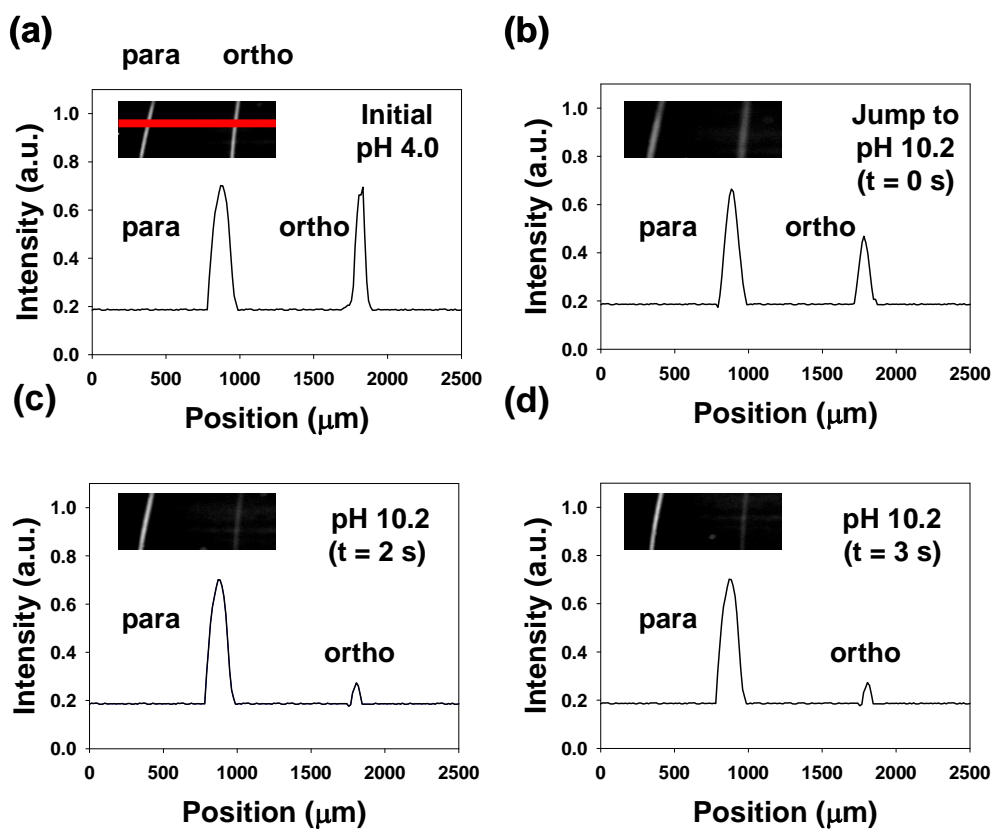 (a)
para ortho
Initial
pH 4.0
para
ortho
Intensity (a.u.)
1.0
0.8
0.6
0.4
0.2
0.0
0 500 1000 1500 2000 2500
Position (μm)
(b)
Jump to
pH 10.2
(t = 0 s)
para
ortho
Intensity (a.u.)
1.0
0.8
0.6
0.4
0.2
0.0
0 500 1000 1500 2000 2500
Position (μm)
(c)
pH 10.2
(t = 2 s)
para
ortho
Intensity (a.u.)
1.0
0.8
0.6
0.4
0.2
0.0
0 500 1000 1500 2000 2500
Position (μm)
(d)
pH 10.2
(t = 3 s)
para
ortho
Intensity (a.u.)
1.0
0.8
0.6
0.4
0.2
0.0
0 500 1000 1500 2000 2500
Position (μm)